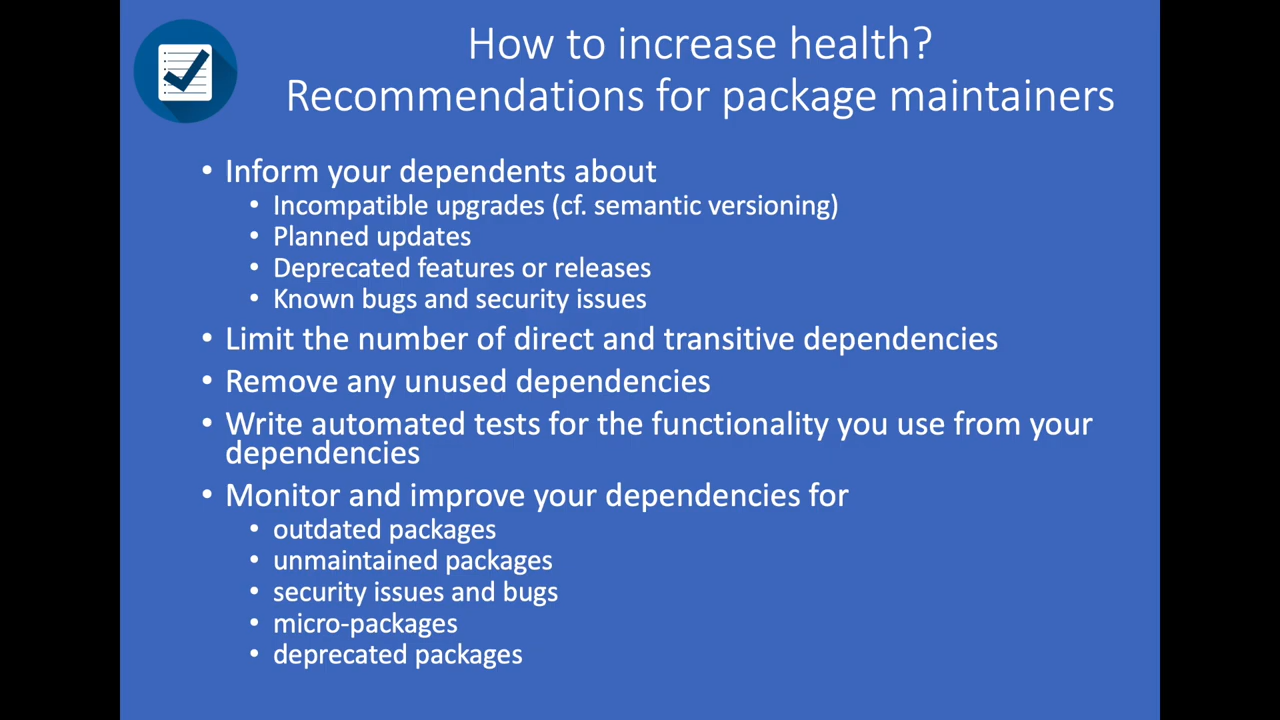 How to increase health?
Recommendations for package maintainers
• Inform your dependents about
• Incompatible upgrades (cf. semantic versioning)
• Planned updates
• Deprecated features or releases
• Known bugs and security issues
• Limit the number of direct and transitive dependencies
• Remove any unused dependencies
• Write automated tests for the functionality you use from your
dependencies
• Monitor and improve your dependencies for
• outdated packages
• unmaintained packages
• security issues and bugs
• micro-packages
• deprecated packages